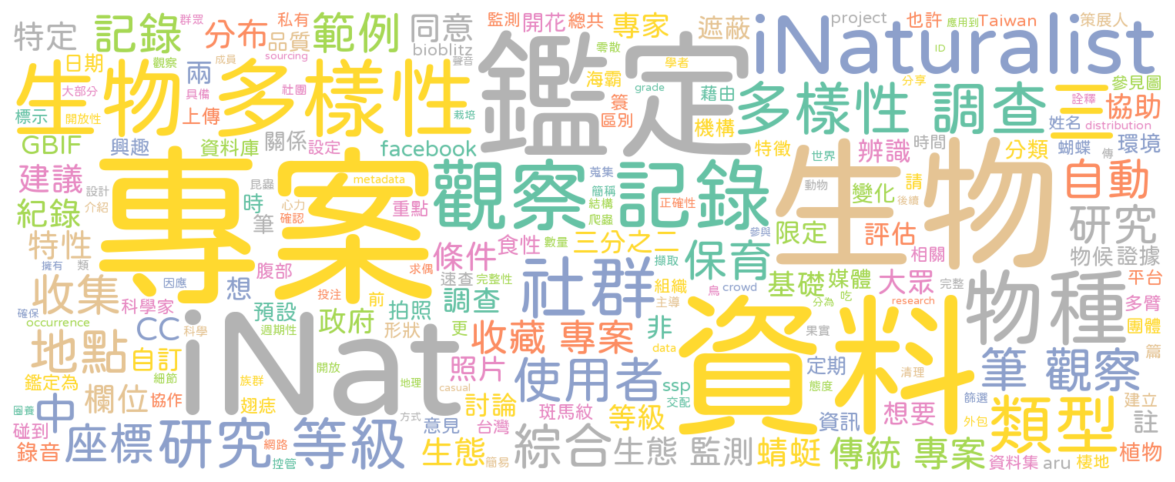 特定 記錄 群眾 分布 私有 範例 同意 監測 開花 總共 專家 遮蔽 project 也許 應用到 Taiwan 策展人
觀察 sourcing 品質 bioblitz 聲音 零散 學者 iNaturalist ID
生物 多樣性 日期 成員 兩 鑑定 海霸 grade 藉由 分享 參見圖
大部分 具備 社團 栽培 簑 區別 多樣性 調查 三 詮釋 協助
標示 開放性 上傳 機構 姓名 distribution
GBIF 興趣 資料庫 關係 設定 facebook 特徵 世界 辨識 時間 分類 蝴蝶 環境
建議 昆蟲 metadata 觀察 記錄 蒐集 動物 生物 傳
設計 時 心力 重點 簡稱 變化 請 自動
紀錄 介紹 專案 確認 結構 正確性 後續
筆 爬蟲 參與 限定 評估 研究
特性 擁有 類 因應 腹部 求偶 條件 食性 數量 三分之二 保育 相關 物候 證據
收集 想 速查 完整性 社群 組織 擷取 基礎 媒體 大眾 完整 平台
科學家 預設 投注 前 拍照 調查 主導 鳥 crowd 分為 吃 research 物種 多臂
確保 occurrence CC 科學 週期性 政府 形狀 更 非 資料 果實 團體
地點 自訂 iNat 收藏 專案 data 定期 筆 觀察 篇
鑑定為 細節 族群 開放 地理 casual 照片 使用者 ssp 態度 清理
欄位 協作 翅痣 討論 交配 資訊 想要 篩選 建立
圈養 中 碰到 方式 台灣 斑馬紋 等級 外包 類型 註
錄音 座標 研究 等級 網路 意見 綜合 生態 監測 蜻蜓 傳統 專案 資料集 aru 棲地 植物
控管 生態 簡易